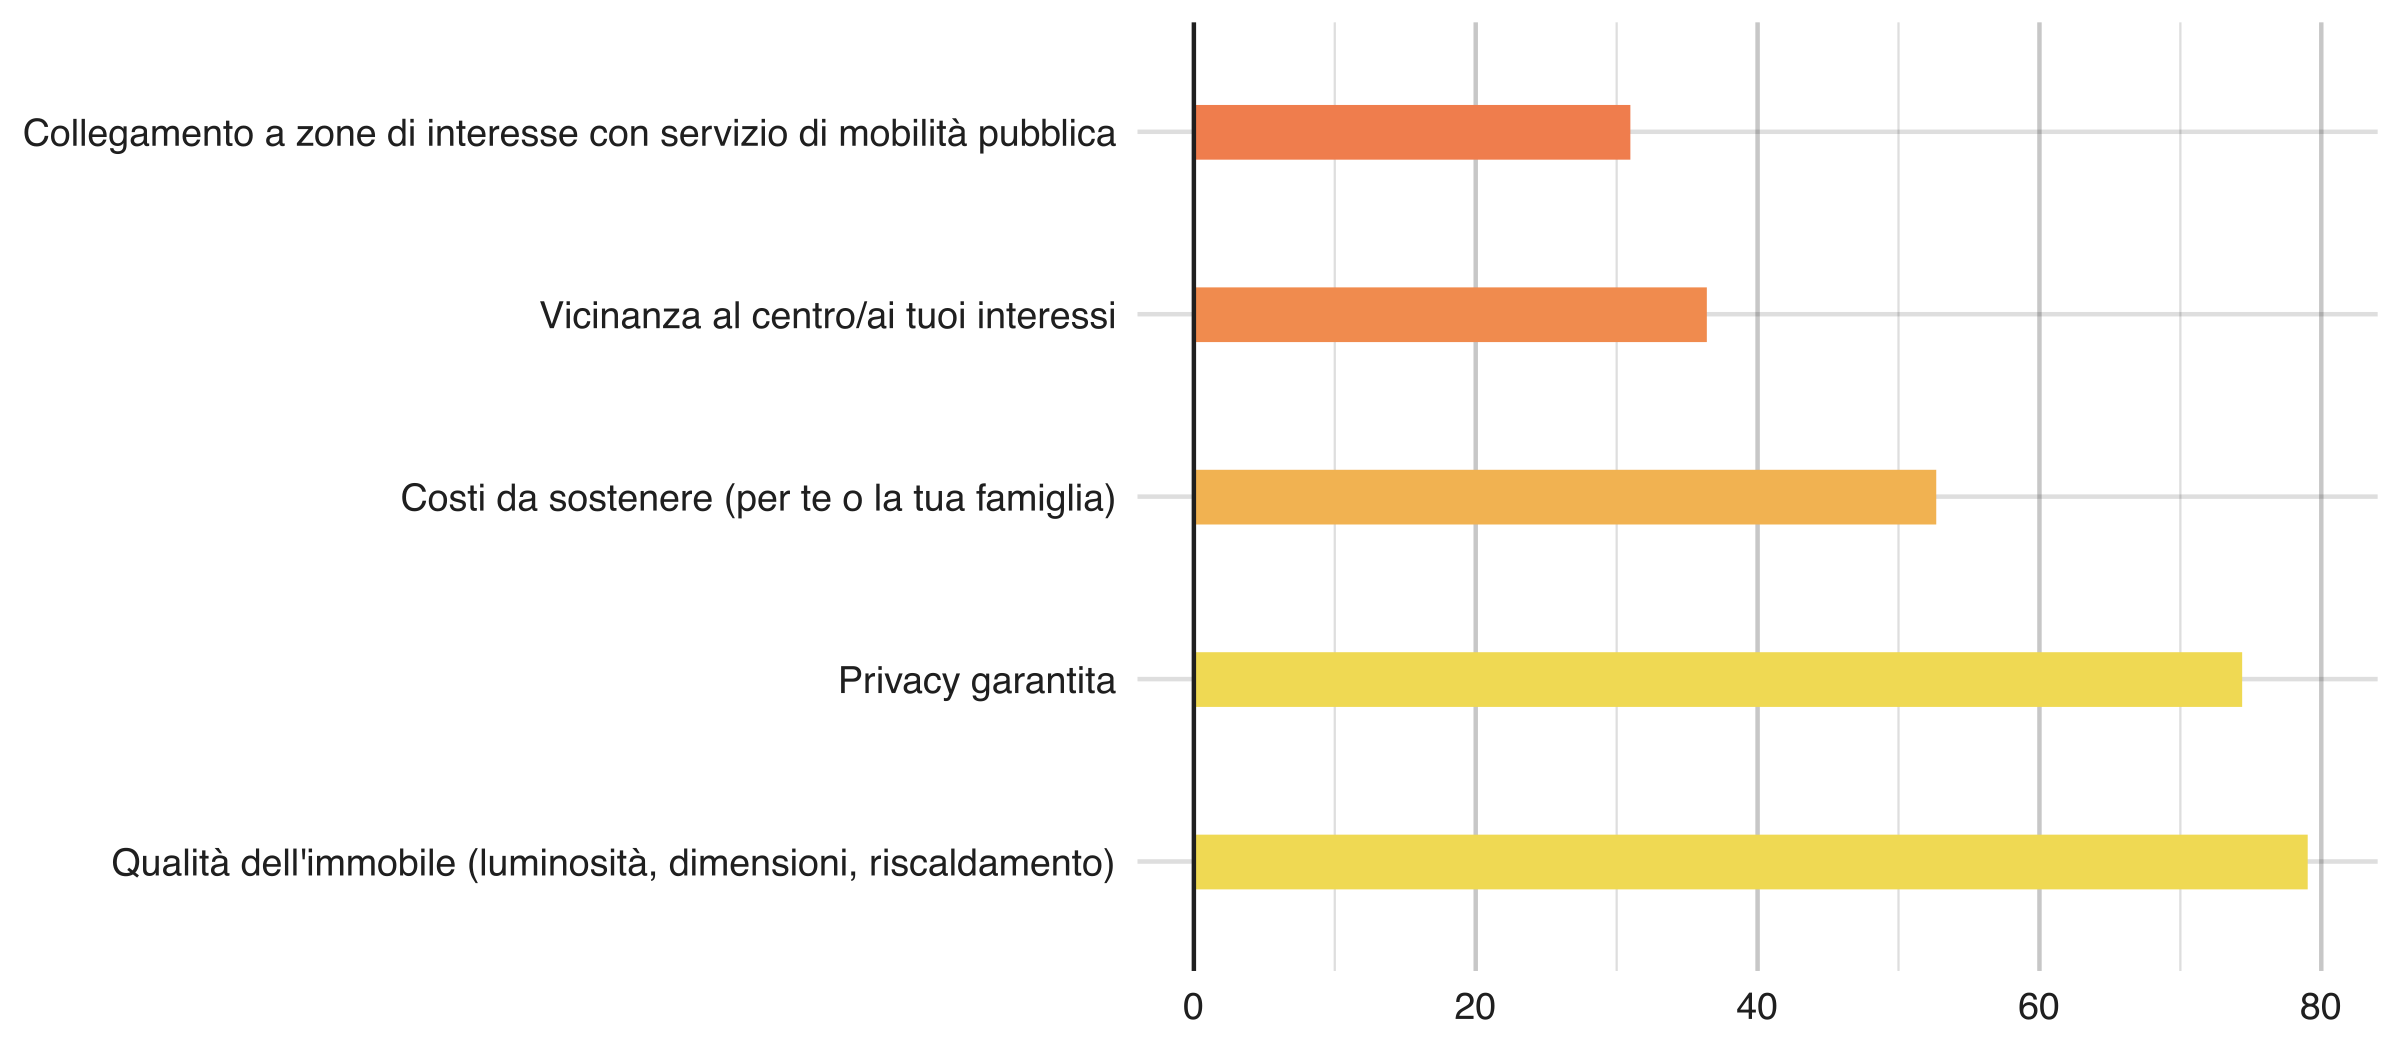 Collegamento a zone di interesse con servizio di mobilità pubblica
Vicinanza al centro/ai tuoi interessi
Costi da sostenere (per te o la tua famiglia)
Privacy garantita
Qualità dell'immobile (luminosità, dimensioni, riscaldamento)
0 20 40 60 80